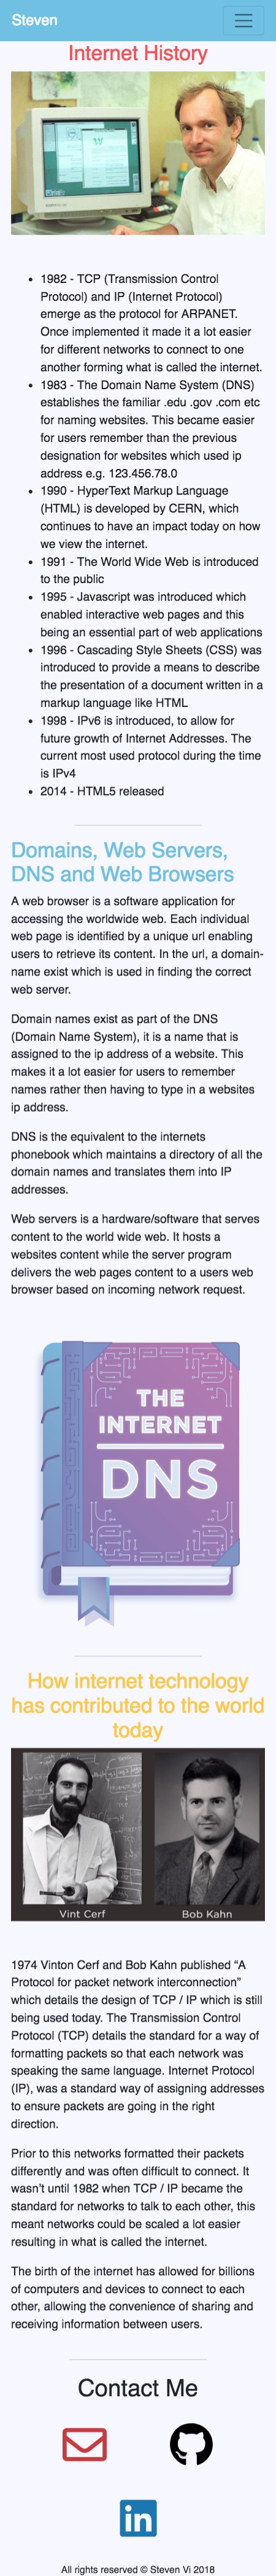 Steven
Internet History
• 1982 - TCP (Transmission Control
Protocol) and IP (Internet Protocol)
emerge as the protocol for ARPANET.
Once implemented it made it a lot easier
for different networks to connect to one
another forming what is called the internet.
• 1983 - The Domain Name System (DNS)
establishes the familiar .edu .gov .com etc
for naming websites. This became easier
for users remember than the previous
designation for websites which used ip
address e.g. 123.456.78.0
• 1990 - HyperText Markup Language
(HTML) is developed by CERN, which
continues to have an impact today on how
we view the internet.
• 1991 - The World Wide Web is introduced
to the public
• 1995 - Javascript was introduced which
enabled interactive web pages and this
being an essential part of web applications
• 1996 - Cascading Style Sheets (CSS) was
introduced to provide a means to describe
the presentation of a document written in a
markup language like HTML
• 1998 - IPv6 is introduced, to allow for
future growth of Internet Addresses. The
current most used protocol during the time
is IPv4
• 2014 - HTML5 released
Domains, Web Servers,
DNS and Web Browsers
A web browser is a software application for
accessing the worldwide web. Each individual
web page is identified by a unique url enabling
users to retrieve its content. In the url, a domain-
name exist which is used in finding the correct
web server.
Domain names exist as part of the DNS
(Domain Name System), it is a name that is
assigned to the ip address of a website. This
makes it a lot easier for users to remember
names rather then having to type in a websites
ip address.
DNS is the equivalent to the internets
phonebook which maintains a directory of all the
domain names and translates them into IP
addresses.
Web servers is a hardware/software that serves
content to the world wide web. It hosts a
websites content while the server program
delivers the web pages content to a users web
browser based on incoming network request.
THE
INTERNET
DNS
How internet technology
has contributed to the world
today
Vint Cerf
Bob Kahn
1974 Vinton Cerf and Bob Kahn published “A
Protocol for packet network interconnection”
which details the design of TCP / IP which is still
being used today. The Transmission Control
Protocol (TCP) details the standard for a way of
formatting packets so that each network was
speaking the same language. Internet Protocol
(IP), was a standard way of assigning addresses
to ensure packets are going in the right
direction.
Prior to this networks formatted their packets
differently and was often difficult to connect. It
wasn’t until 1982 when TCP / IP became the
standard for networks to talk to each other, this
meant networks could be scaled a lot easier
resulting in what is called the internet.
The birth of the internet has allowed for billions
of computers and devices to connect to each
other, allowing the convenience of sharing and
receiving information between users.
Contact Me
in
All rights reserved © Steven Vi 2018